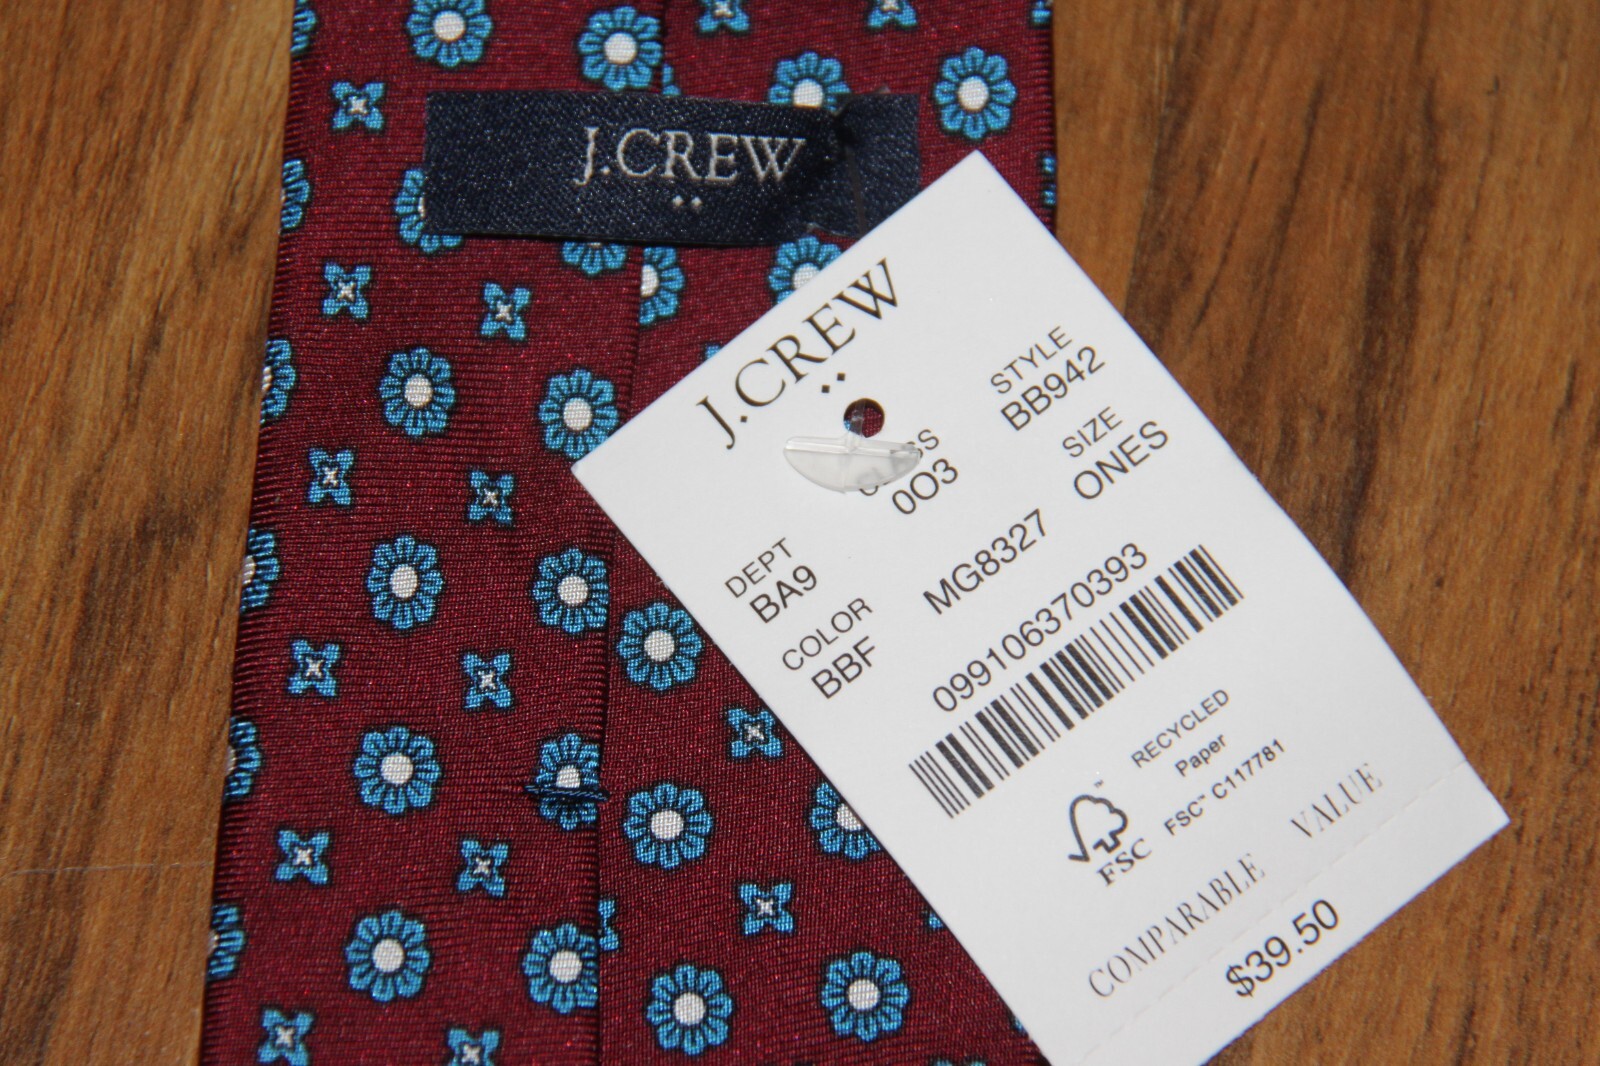 J.CREW
J.CREW
STYLE
BB942
003
SIZE
ONES
DEPT
BA9
MG8327
COLOR
BBF
099106370393
RECYCLED
Paper
FSC™ C117781
FSC
COMPARABLE VALUE
$39.50